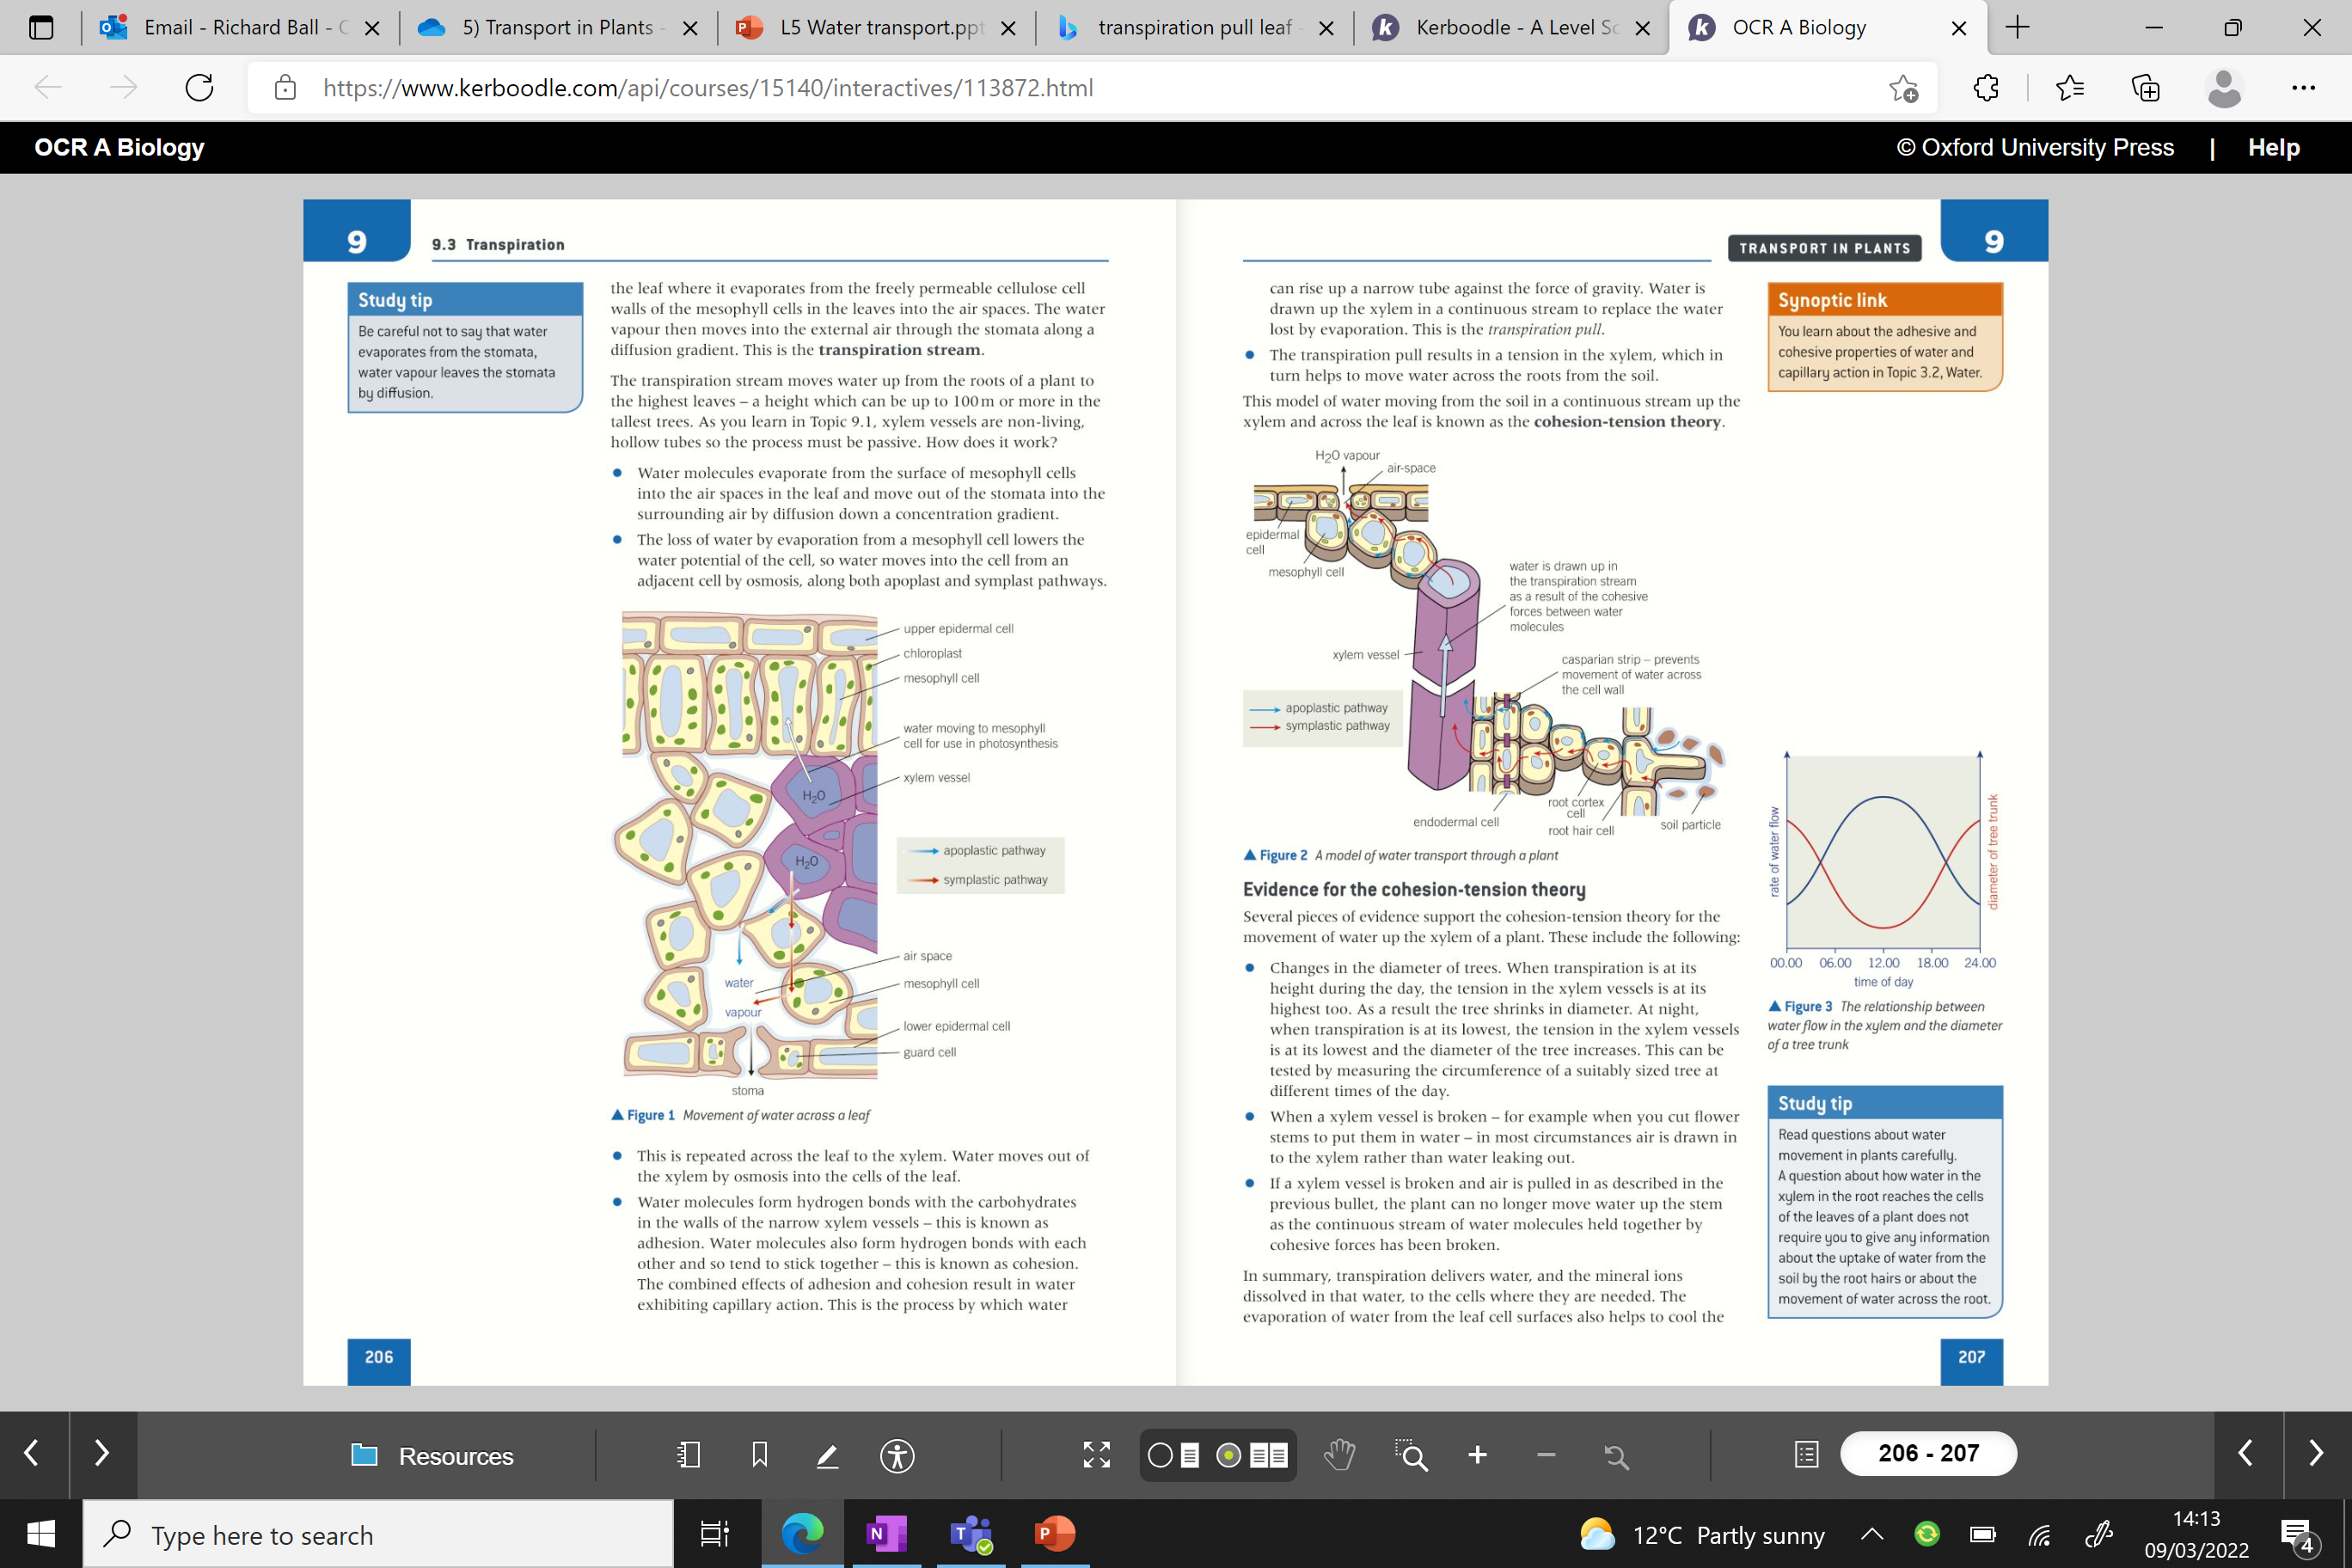 Email - Richard Ball - C
5) Transport in Plants -
L5 Water transport.ppt
transpiration pull leaf -
Kerboodle - A Level Sc
OCR A Biology
https://www.kerboodle.com/api/courses/15140/interactives/113872.html
OCR A Biology
© Oxford University Press | Help
9
9.3 Transpiration
Study tip
Be careful not to say that water
evaporates from the stomata,
water vapour leaves the stomata
by diffusion.
the leaf where it evaporates from the freely permeable cellulose cell
walls of the mesophyll cells in the leaves into the air spaces. The water
vapour then moves into the external air through the stomata along a
diffusion gradient. This is the transpiration stream.
The transpiration stream moves water up from the roots of a plant to
the highest leaves – a height which can be up to 100m or more in the
tallest trees. As you learn in Topic 9.1, xylem vessels are non-living,
hollow tubes so the process must be passive. How does it work?
• Water molecules evaporate from the surface of mesophyll cells
into the air spaces in the leaf and move out of the stomata into the
surrounding air by diffusion down a concentration gradient.
• The loss of water by evaporation from a mesophyll cell lowers the
water potential of the cell, so water moves into the cell from an
adjacent cell by osmosis, along both apoplast and symplast pathways.
upper epidermal cell
chloroplast
mesophyll cell
water moving to mesophyll
cell for use in photosynthesis
xylem vessel
H2O
H2O
apoplastic pathway
symplastic pathway
air space
water
mesophyll cell
vapour
lower epidermal cell
guard cell
stoma
▲ Figure 1 Movement of water across a leaf
• This is repeated across the leaf to the xylem. Water moves out of
the xylem by osmosis into the cells of the leaf.
• Water molecules form hydrogen bonds with the carbohydrates
in the walls of the narrow xylem vessels – this is known as
adhesion. Water molecules also form hydrogen bonds with each
other and so tend to stick together – this is known as cohesion.
The combined effects of adhesion and cohesion result in water
exhibiting capillary action. This is the process by which water
206
TRANSPORT IN PLANTS
9
can rise up a narrow tube against the force of gravity. Water is
drawn up the xylem in a continuous stream to replace the water
lost by evaporation. This is the transpiration pull.
• The transpiration pull results in a tension in the xylem, which in
turn helps to move water across the roots from the soil.
This model of water moving from the soil in a continuous stream up the
xylem and across the leaf is known as the cohesion-tension theory.
Synoptic link
You learn about the adhesive and
cohesive properties of water and
capillary action in Topic 3.2, Water.
H2O vapour
air-space
epidermal
cell
mesophyll cell
water is drawn up in
the transpiration stream
as a result of the cohesive
forces between water
molecules
xylem vessel
casparian strip – prevents
movement of water across
the cell wall
apoplastic pathway
symplastic pathway
root cortex
cell
endodermal cell
root hair cell
soil particle
▲ Figure 2 A model of water transport through a plant
Evidence for the cohesion-tension theory
Several pieces of evidence support the cohesion-tension theory for the
movement of water up the xylem of a plant. These include the following:
• Changes in the diameter of trees. When transpiration is at its
height during the day, the tension in the xylem vessels is at its
highest too. As a result the tree shrinks in diameter. At night,
when transpiration is at its lowest, the tension in the xylem vessels
is at its lowest and the diameter of the tree increases. This can be
tested by measuring the circumference of a suitably sized tree at
different times of the day.
• When a xylem vessel is broken – for example when you cut flower
stems to put them in water – in most circumstances air is drawn in
to the xylem rather than water leaking out.
• If a xylem vessel is broken and air is pulled in as described in the
previous bullet, the plant can no longer move water up the stem
as the continuous stream of water molecules held together by
cohesive forces has been broken.
In summary, transpiration delivers water, and the mineral ions
dissolved in that water, to the cells where they are needed. The
evaporation of water from the leaf cell surfaces also helps to cool the
rate of water flow
diameter of tree trunk
00.00 06.00 12.00 18.00 24.00
time of day
▲ Figure 3 The relationship between
water flow in the xylem and the diameter
of a tree trunk
Study tip
Read questions about water
movement in plants carefully.
A question about how water in the
xylem in the root reaches the cells
of the leaves of a plant does not
require you to give any information
about the uptake of water from the
soil by the root hairs or about the
movement of water across the root.
207
Resources
206 - 207
Type here to search
12°C Partly sunny
14:13
09/03/2022
4